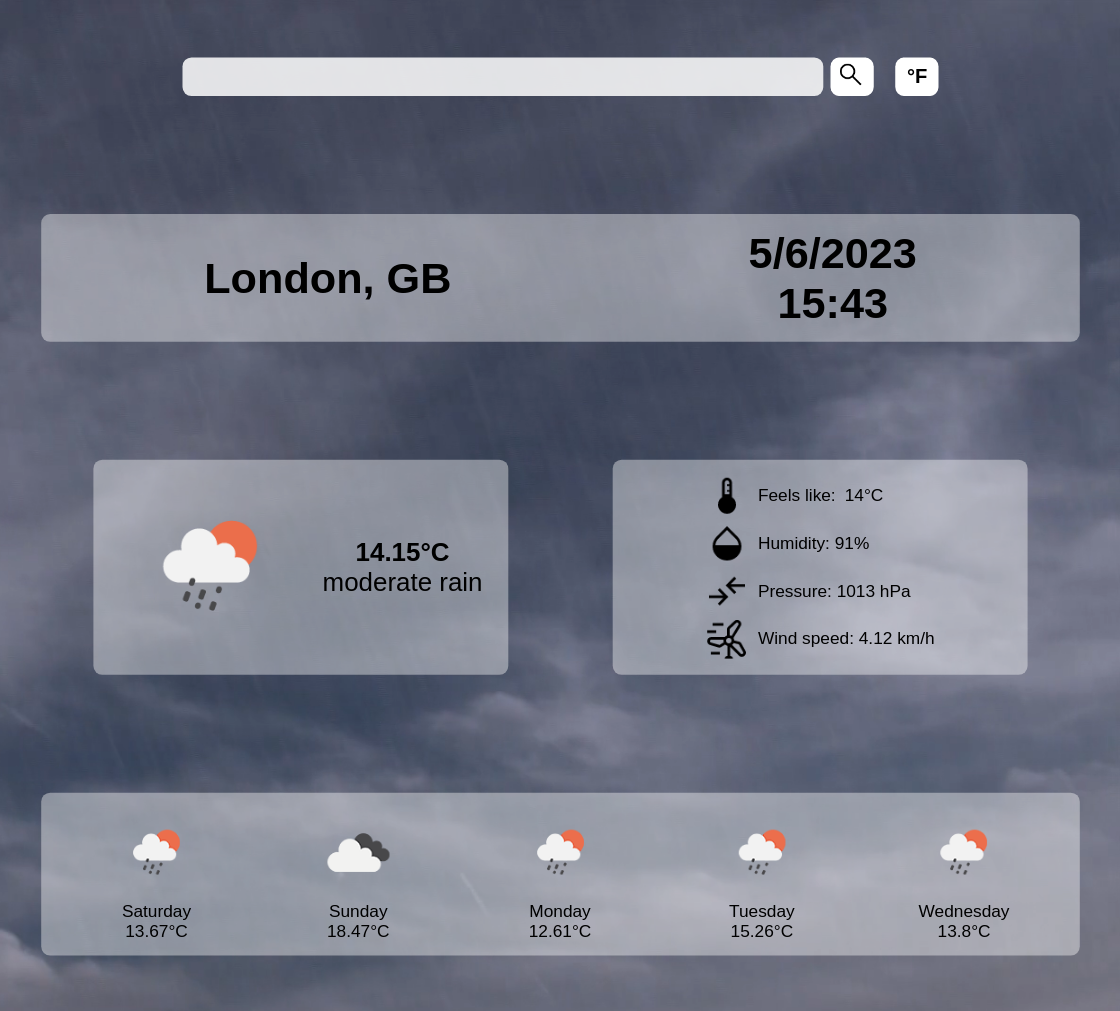 °F
London, GB
5/6/2023
15:43
14.15°C
moderate rain
Feels like:  14°C
Humidity: 91%
Pressure: 1013 hPa
Wind speed: 4.12 km/h
Saturday
13.67°C
Sunday
18.47°C
Monday
12.61°C
Tuesday
15.26°C
Wednesday
13.8°C